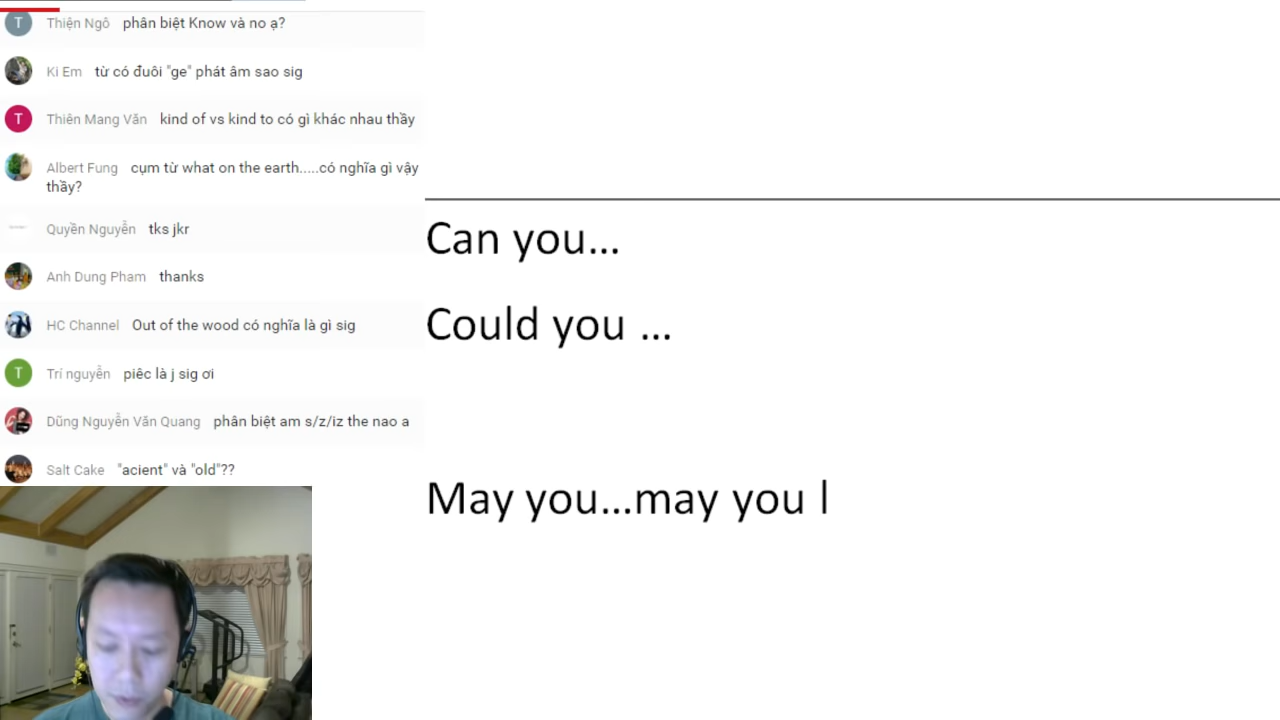 Thiện Ngô phân biệt Know và no ạ?
Ki Em từ có đuôi "ge" phát âm sao sig
Thiên Mang Văn kind of vs kind to có gì khác nhau thầy
Albert Fung cụm từ what on the earth.....có nghĩa gì vậy
thầy?
Quyền Nguyễn tks jkr
Anh Dung Pham thanks
HC Channel Out of the wood có nghĩa là gì sig
Trí nguyễn piêc là j sig ơi
Dũng Nguyễn Văn Quang phân biệt am s/z/iz the nao a
Salt Cake "acient" và "old"??
Can you...
Could you ...
May you...may you l